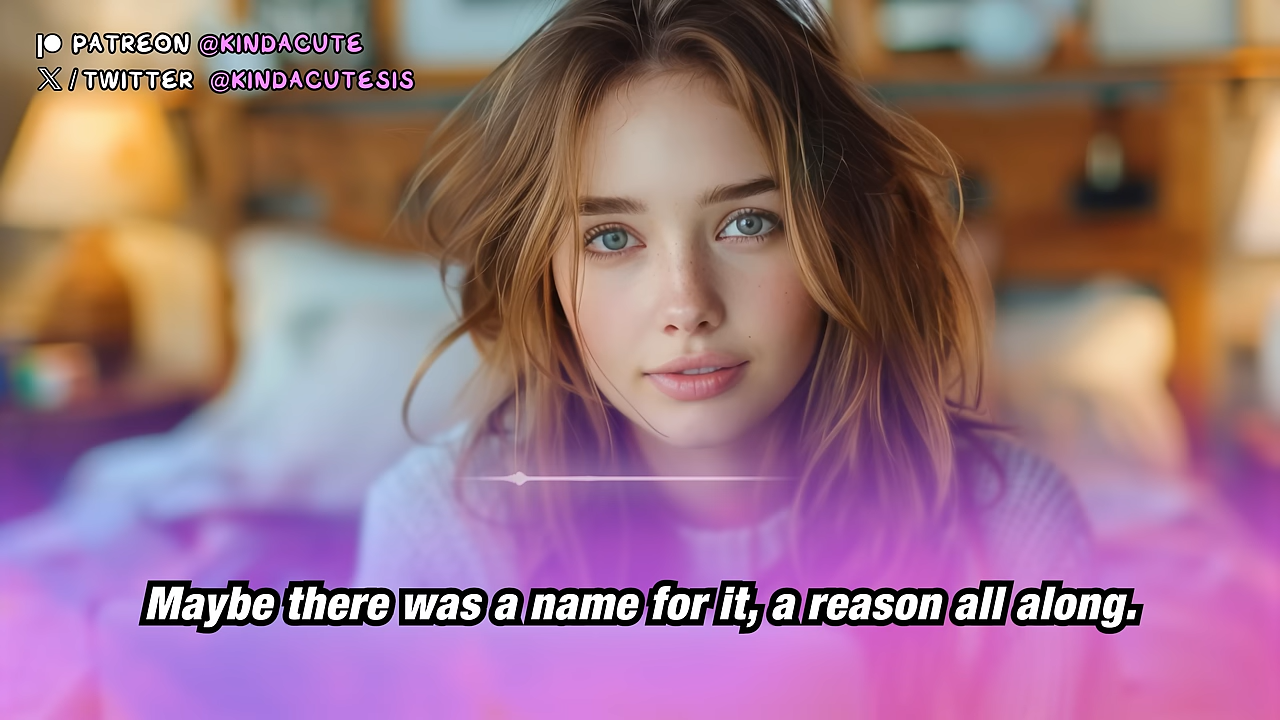 PATREON @KINDACUTE
X/TWITTER @KINDACUTESIS
Maybe there was a name for it, a reason all along.